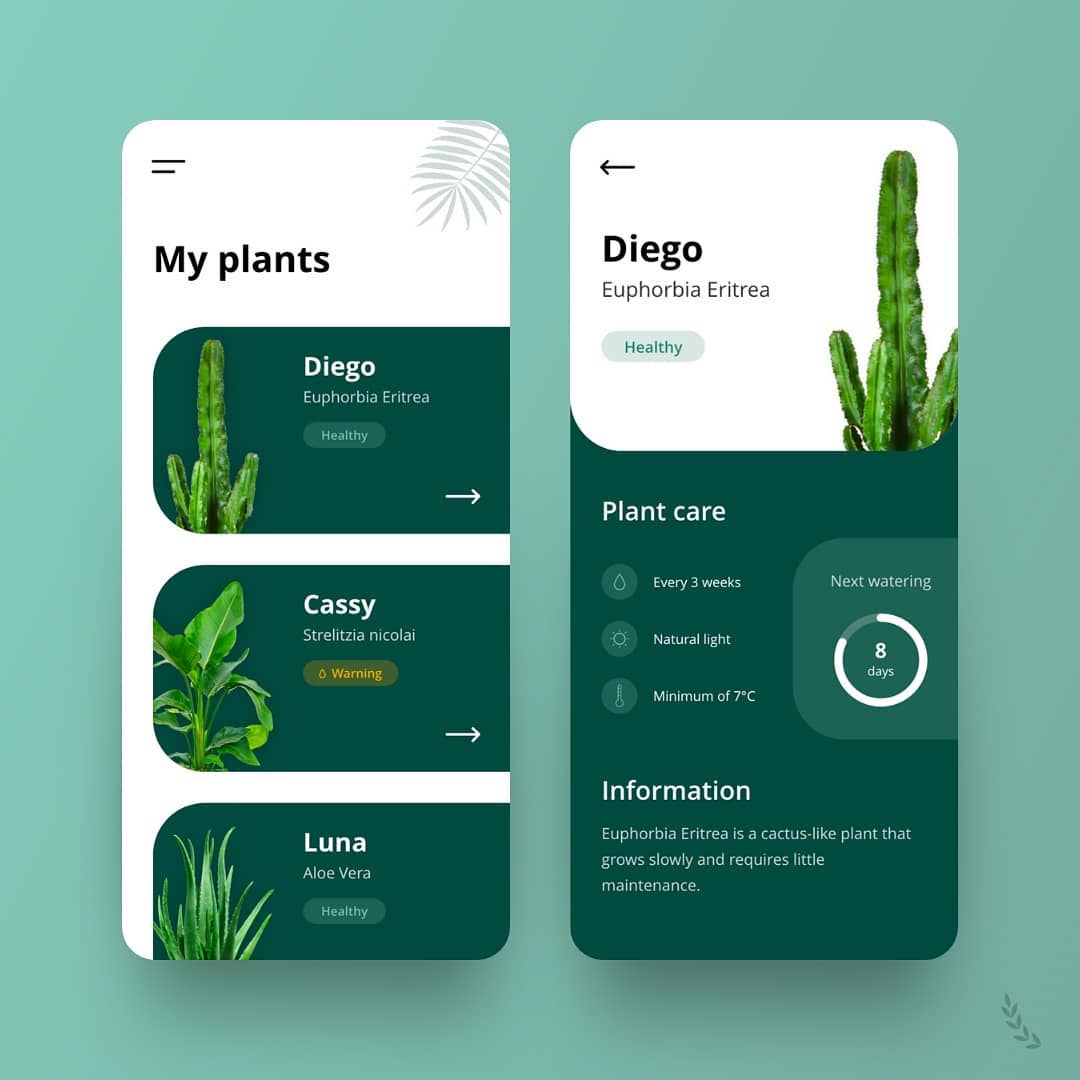 My plants
Diego
Euphorbia Eritrea
Healthy
Cassy
Strelitzia nicolai
Warning
Luna
Aloe Vera
Healthy
Diego
Euphorbia Eritrea
Healthy
Plant care
Every 3 weeks
Natural light
Minimum of 7°C
Next watering
8
days
Information
Euphorbia Eritrea is a cactus-like plant that
grows slowly and requires little
maintenance.